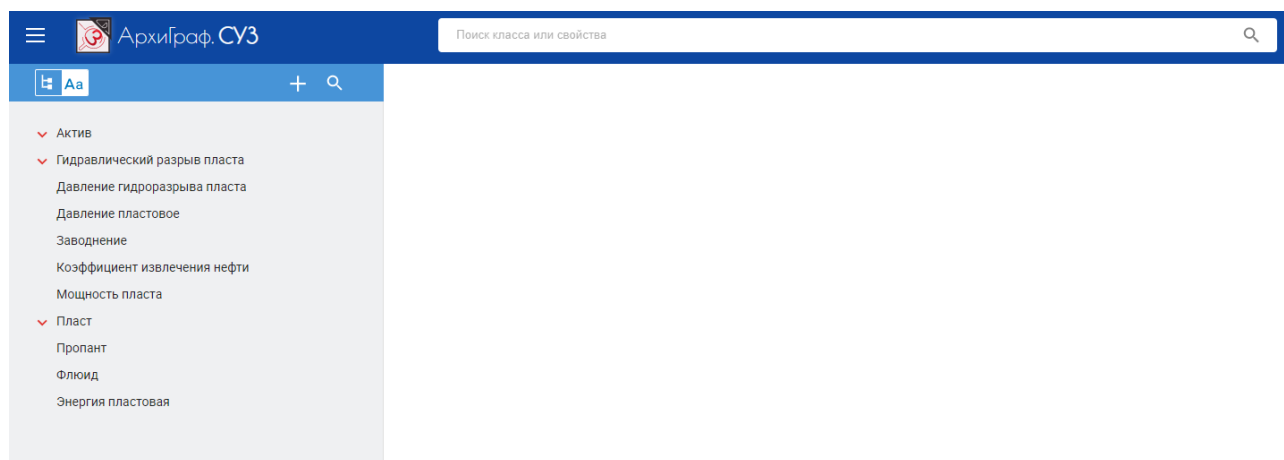 АрхиГраф.СУЗ
Поиск класса или свойства
Aa
Актив
Гидравлический разрыв пласта
Давление гидроразрыва пласта
Давление пластовое
Заводнение
Коэффициент извлечения нефти
Мощность пласта
Пласт
Пропант
Флюид
Энергия пластовая